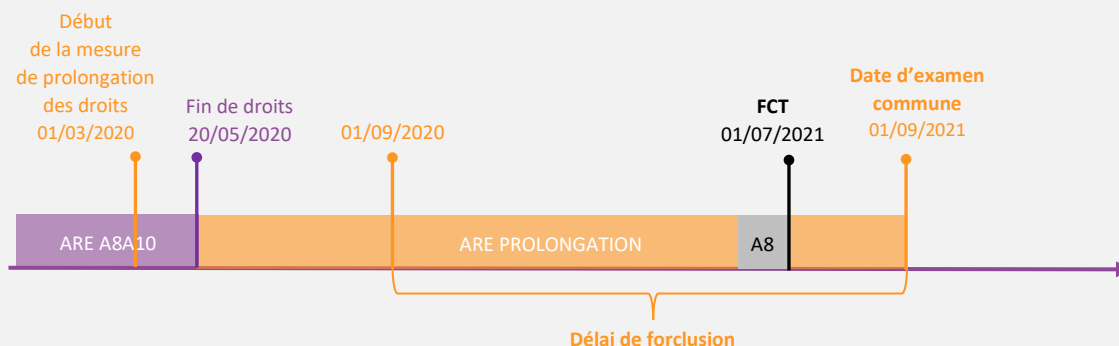 Début
de la mesure
de prolongation
des droits
01/03/2020
Fin de droits
20/05/2020
01/09/2020
FCT
01/07/2021
Date d’examen
commune
01/09/2021
ARE A8A10
ARE PROLONGATION
A8
Délai de forclusion